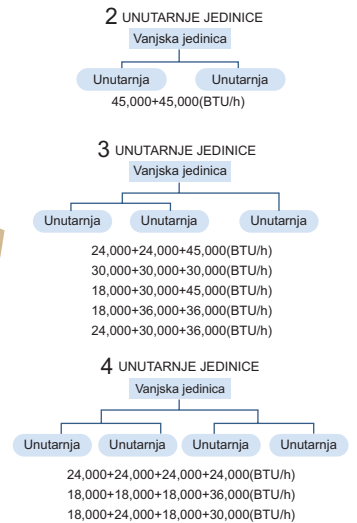 2 UNUTARNJE JEDINICE
Vanjska jedinica
Unutarnja Unutarnja
45,000+45,000(BTU/h)
3 UNUTARNJE JEDINICE
Vanjska jedinica
Unutarnja Unutarnja Unutarnja
24,000+24,000+45,000(BTU/h)
30,000+30,000+30,000(BTU/h)
18,000+30,000+45,000(BTU/h)
18,000+36,000+36,000(BTU/h)
24,000+30,000+36,000(BTU/h)
4 UNUTARNJE JEDINICE
Vanjska jedinica
Unutarnja Unutarnja Unutarnja Unutarnja
24,000+24,000+24,000+24,000(BTU/h)
18,000+18,000+18,000+36,000(BTU/h)
18,000+24,000+18,000+30,000(BTU/h)